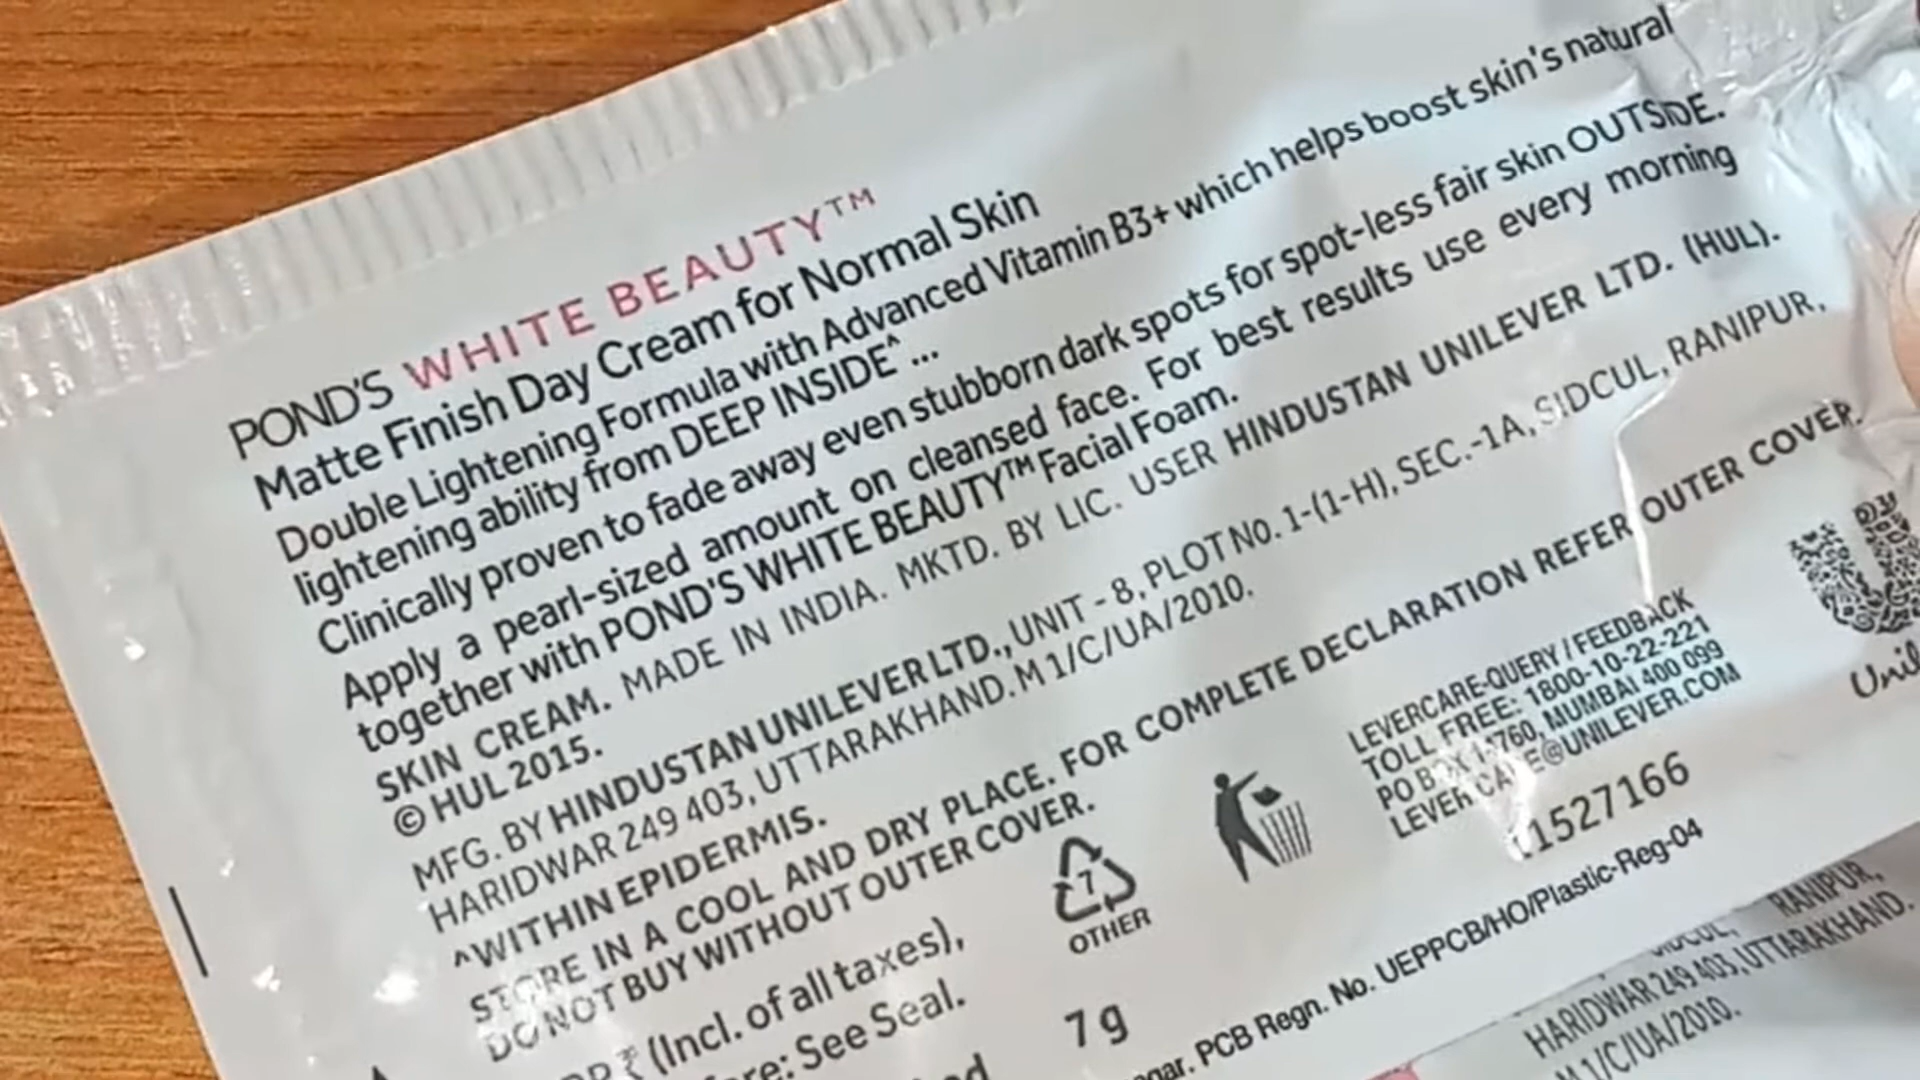 POND'S WHITE BEAUTY™
Matte Finish Day Cream for Normal Skin
Double Lightening Formula with Advanced Vitamin B3+ which helps boost skin's natural
lightening ability from DEEP INSIDE^ ...
Clinically proven to fade away even stubborn dark spots for spot-less fair skin OUTSIDE.
Apply a pearl-sized amount on cleansed face. For best results use every morning
together with POND'S WHITE BEAUTY™ Facial Foam.
SKIN CREAM. MADE IN INDIA. MKTD. BY LIC. USER HINDUSTAN UNILEVER LTD. (HUL).
© HUL 2015.
MFG. BY HINDUSTAN UNILEVER LTD., UNIT - 8, PLOT No. 1-(1-H), SEC.-1A, SIDCUL, RANIPUR,
HARIDWAR 249 403, UTTARAKHAND. M 1/C/UA/2010.
^WITHIN EPIDERMIS.
STORE IN A COOL AND DRY PLACE. FOR COMPLETE DECLARATION REFER OUTER COVER.
DO NOT BUY WITHOUT OUTER COVER.
LEVERCARE-QUERY / FEEDBACK
TOLL FREE: 1800-10-22-221
PO BOX 14760, MUMBAI 400 099
LEVER CARE@UNILEVER.COM
7
OTHER
11527166
₹ (Incl. of all taxes),
See Seal.
7 g
PCB Regn. No. UEPPCB/HO/Plastic-Reg-04
RANIPUR,
HARIDWAR 249 403, UTTARAKHAND.
M 1/C/UA/2010.